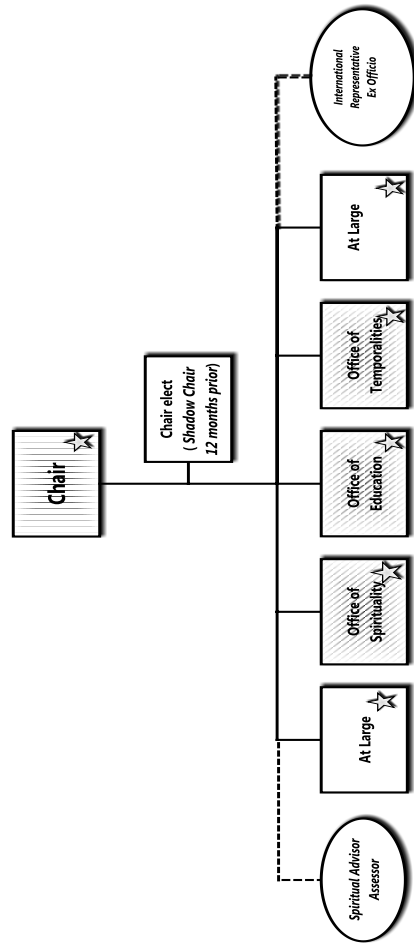 Chair
Chair elect
( Shadow Chair
12 months prior)
Spiritual Advisor
Assessor
At Large
Office of
Spirituality
Office of
Education
Office of
Temporalities
At Large
International
Representative
Ex Officio